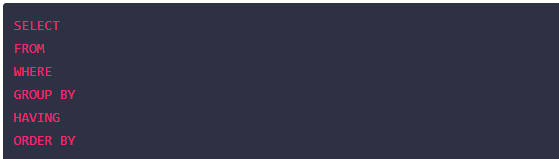 SELECT
FROM
WHERE
GROUP BY
HAVING
ORDER BY